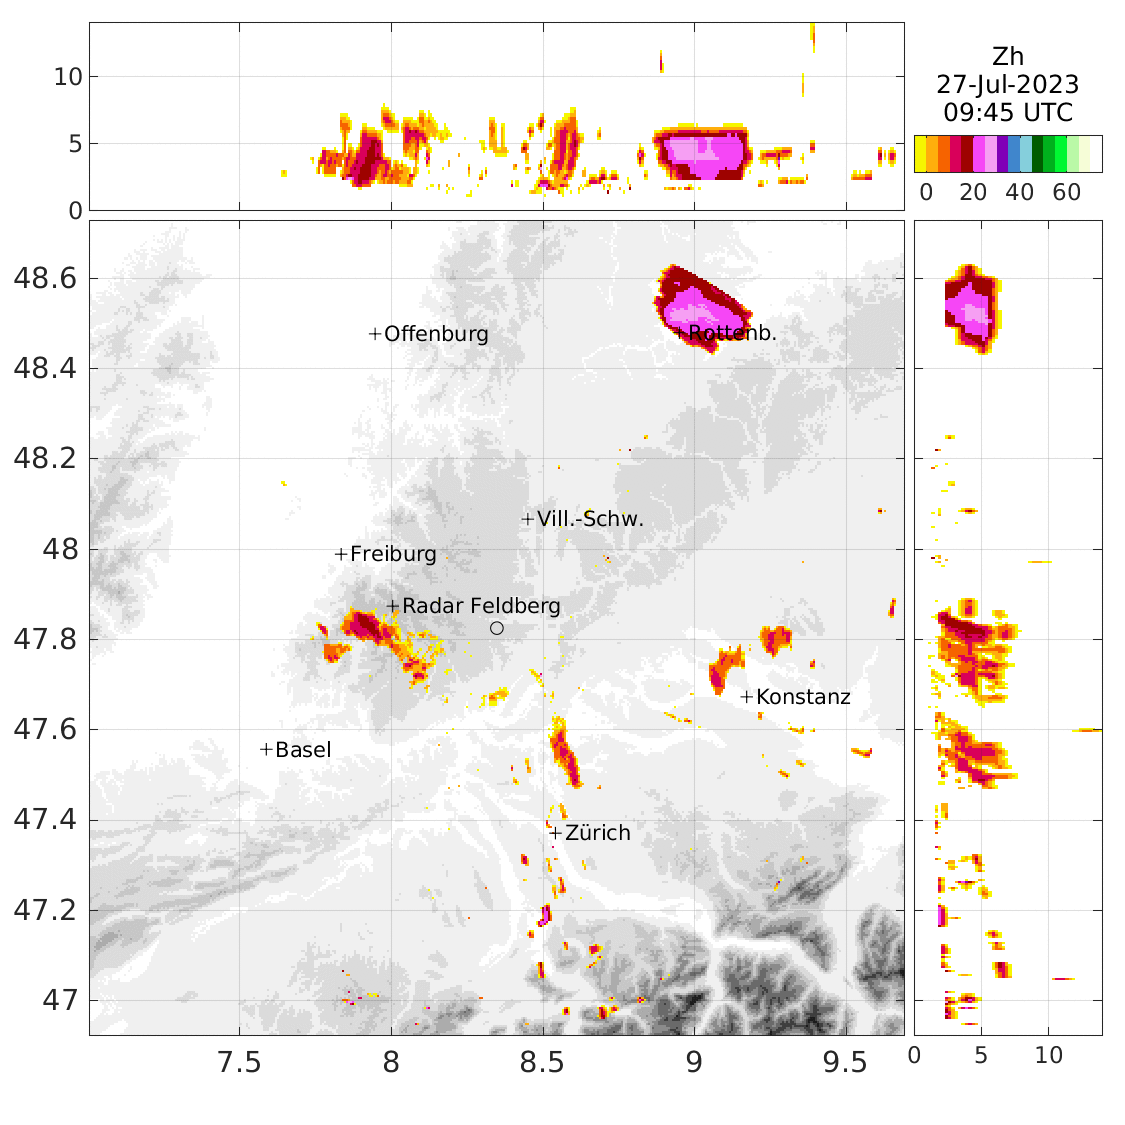 10
5
0
Zh
27-Jul-2023
09:45 UTC
0 20 40 60
48.6
48.4
48.2
48
47.8
47.6
47.4
47.2
47
Offenburg
Rottenb.
Vill.-Schw.
Freiburg
Radar Feldberg
Konstanz
Basel
Zürich
7.5 8 8.5 9 9.5
0 5 10